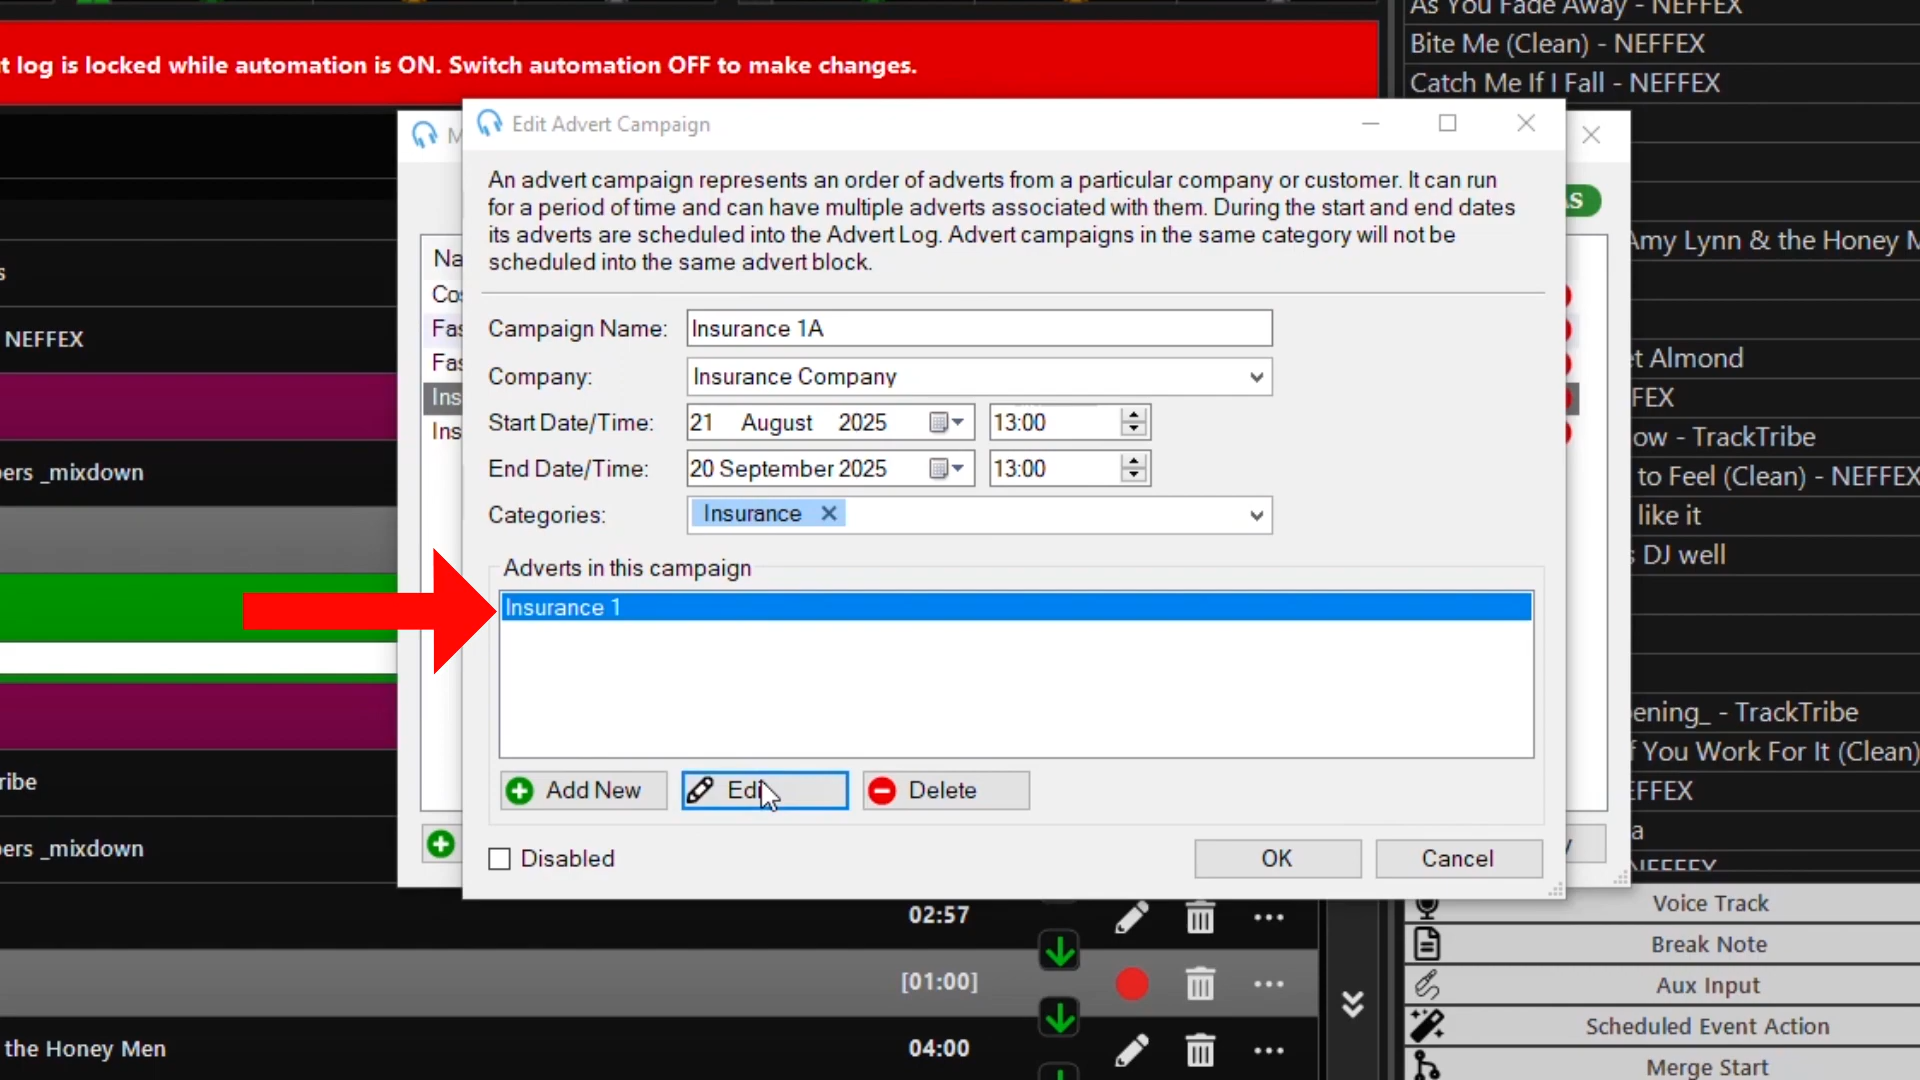 As You Fade Away - NEFFEX
Bite Me (Clean) - NEFFEX
Catch Me If I Fall - NEFFEX
t log is locked while automation is ON. Switch automation OFF to make changes.
M
Edit Advert Campaign
An advert campaign represents an order of adverts from a particular company or customer. It can run
for a period of time and can have multiple adverts associated with them. During the start and end dates
its adverts are scheduled into the Advert Log. Advert campaigns in the same category will not be
scheduled into the same advert block.
Na
Co
Fas
Fas
Ins
Ins
Campaign Name: Insurance 1A
Company: Insurance Company
Start Date/Time: 21 August 2025 13:00
End Date/Time: 20 September 2025 13:00
Categories: Insurance
Adverts in this campaign
Insurance 1
Add New
Edi
Delete
Disabled
OK
Cancel
s
NEFFEX
ers _mixdown
ribe
ers _mixdown
the Honey Men
02:57
[01:00]
04:00
S
Amy Lynn & the Honey M
et Almond
FEX
ow - TrackTribe
to Feel (Clean) - NEFFEX
like it
s DJ well
ening_ - TrackTribe
f You Work For It (Clean)
EFFEX
a
NEFFEX
y
Voice Track
Break Note
Aux Input
Scheduled Event Action
Merge Start